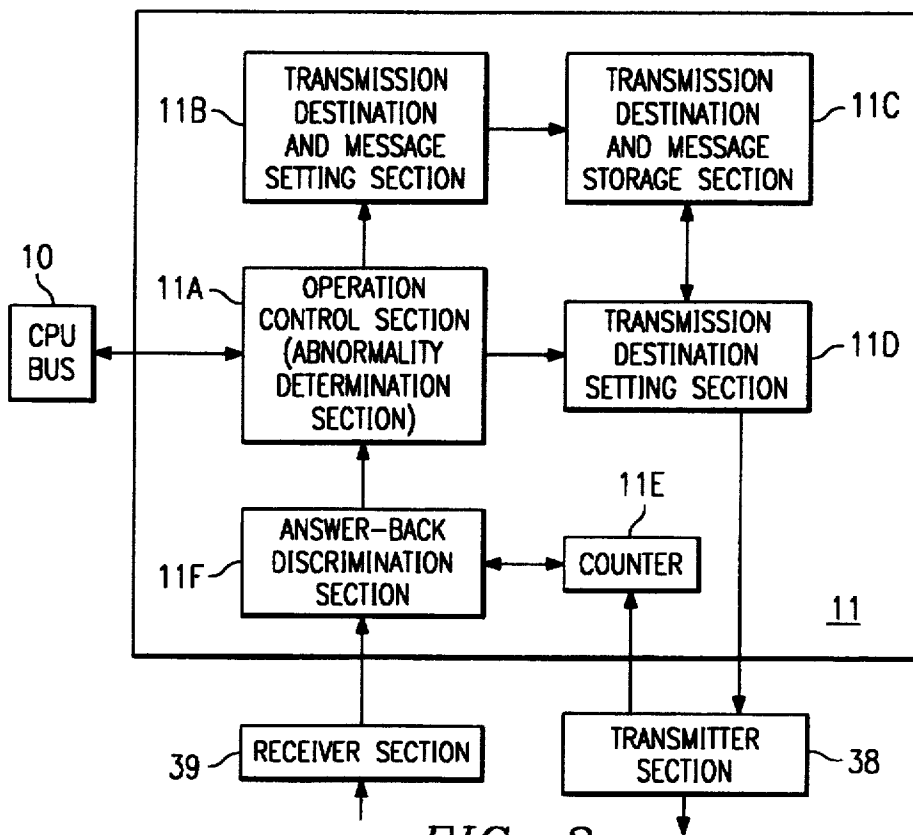 11B
TRANSMISSION
DESTINATION
AND MESSAGE
SETTING SECTION
TRANSMISSION
DESTINATION
AND MESSAGE
STORAGE SECTION
11C
10
CPU
BUS
11A
OPERATION
CONTROL SECTION
(ABNORMALITY
DETERMINATION
SECTION)
TRANSMISSION
DESTINATION
SETTING SECTION
11D
11F
ANSWER-BACK
DISCRIMINATION
SECTION
11E
COUNTER
11
39
RECEIVER SECTION
TRANSMITTER
SECTION
38